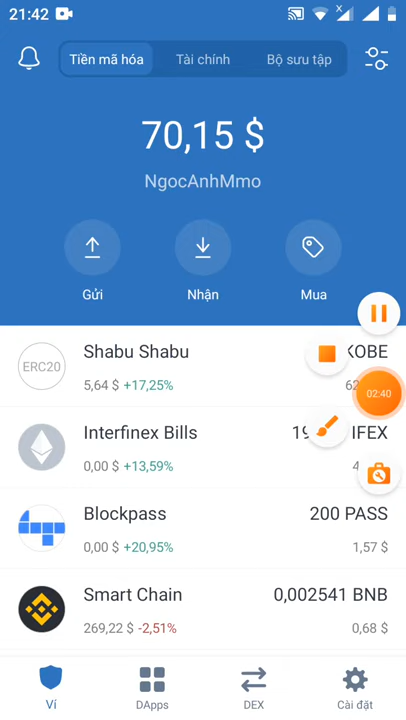 21:42
Tiền mã hóa Tài chính Bộ sưu tập
70,15 $
NgocAnhMmo
Gửi Nhận Mua
Shabu Shabu KOBE
ERC20
5,64 $ +17,25% 62
02:40
Interfinex Bills 19 IFEX
0,00 $ +13,59% 4
Blockpass 200 PASS
0,00 $ +20,95% 1,57 $
Smart Chain 0,002541 BNB
269,22 $ -2,51% 0,68 $
Ví DApps DEX Cài đặt